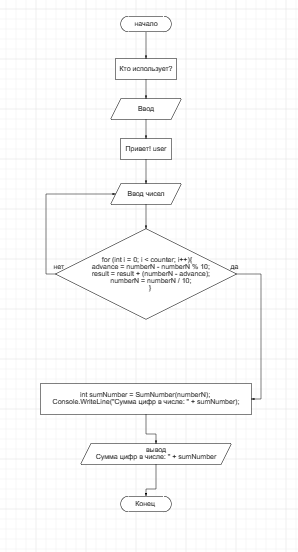 начало
Кто использует?
Ввод
Привет! user
Ввод чисел
for (int i = 0; i < counter; i++){
advance = numberN - numberN % 10;
result = result + (numberN - advance);
numberN = numberN / 10;
}
нет
да
int sumNumber = SumNumber(numberN);
Console.WriteLine("Сумма цифр в числе: " + sumNumber);
вывод
Сумма цифр в числе: " + sumNumber
Конец